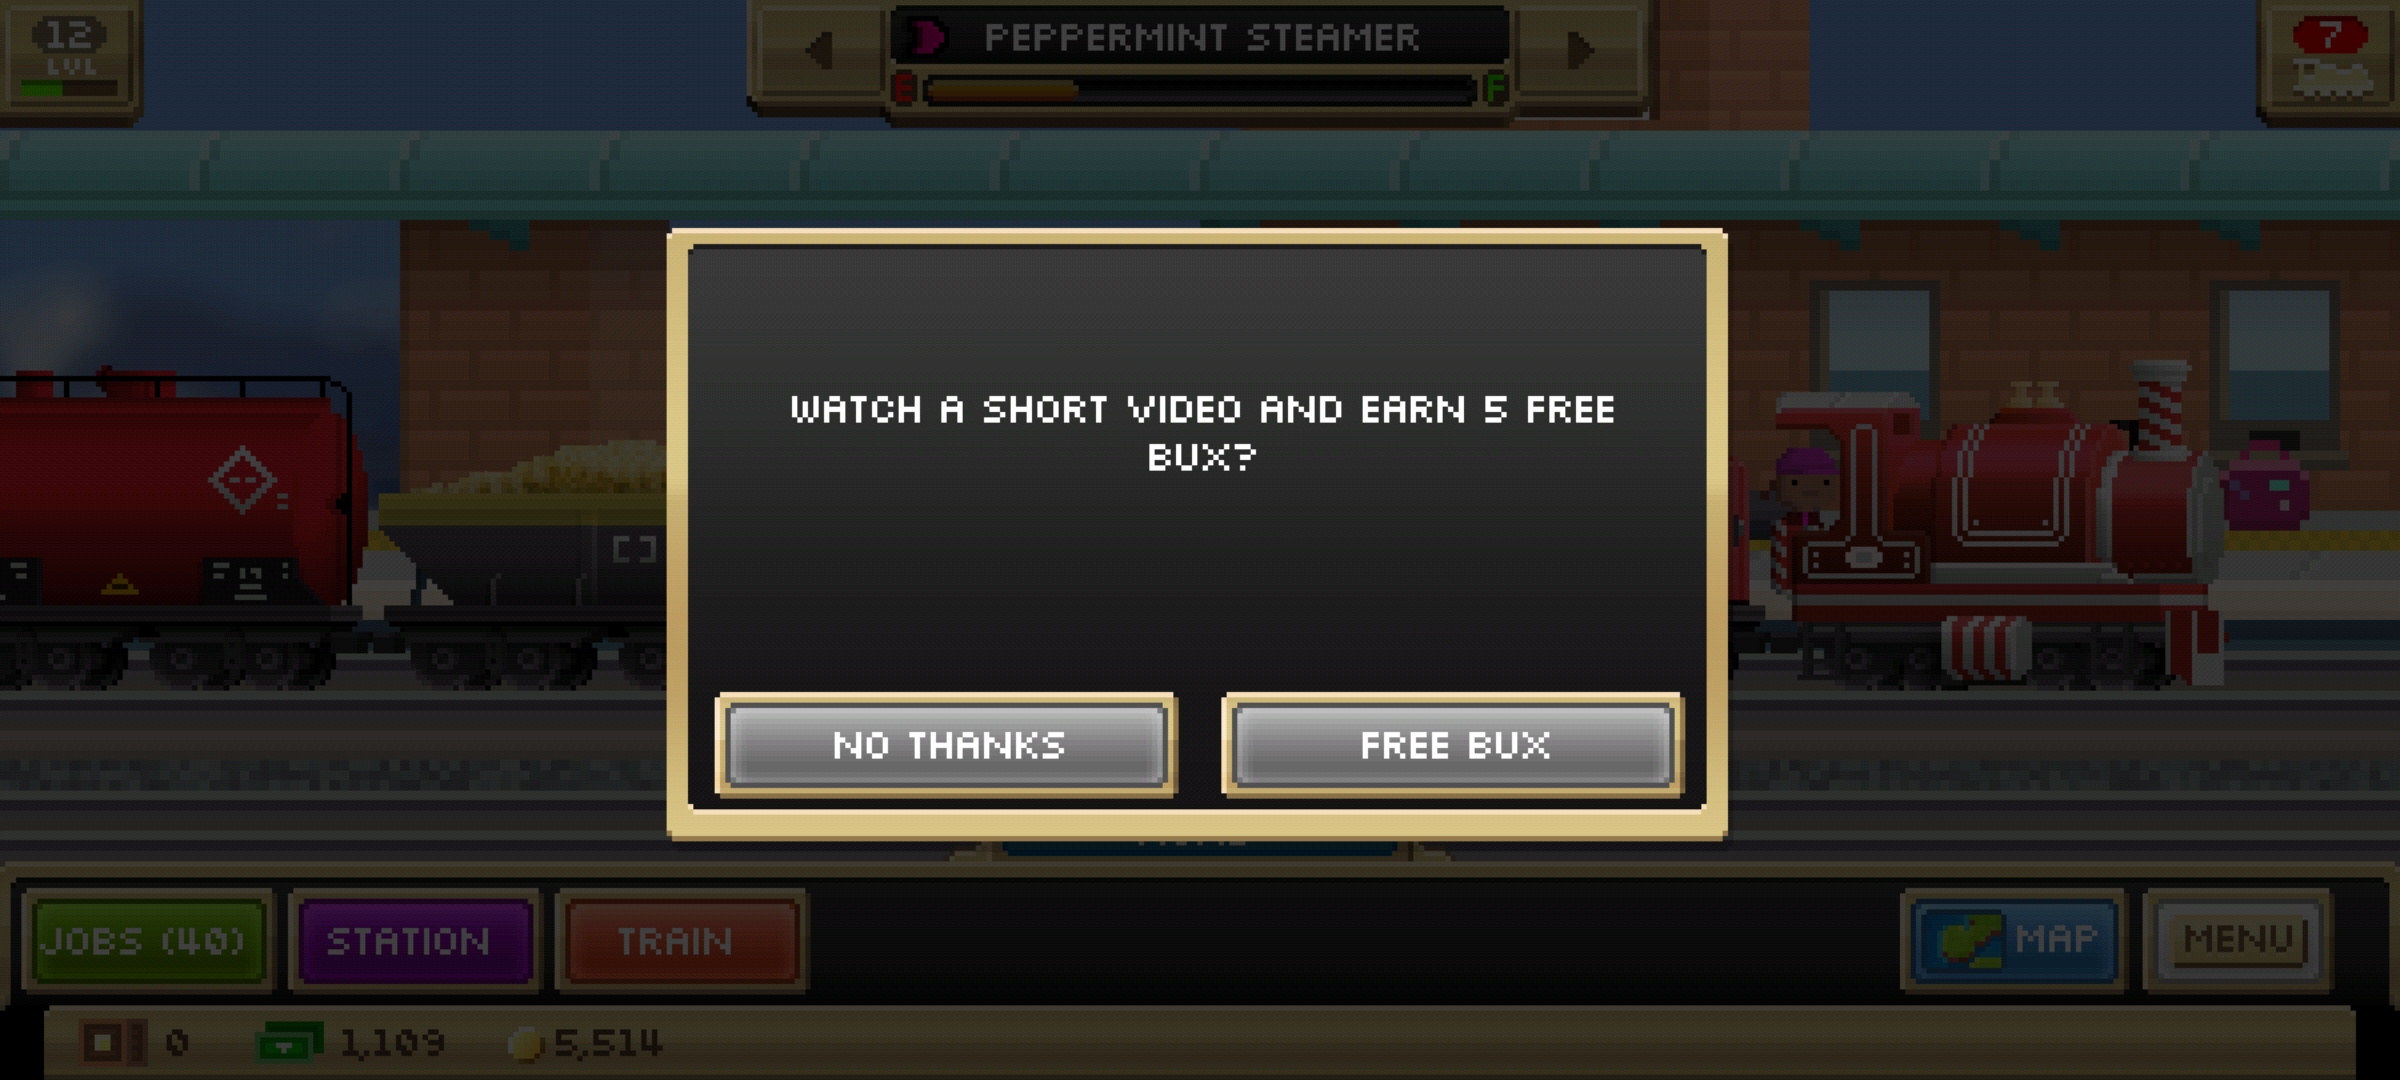 12
LVL
PEPPERMINT STEAMER
E
F
7
WATCH A SHORT VIDEO AND EARN 5 FREE
BUX?
NO THANKS
FREE BUX
JOBS (40)
STATION
TRAIN
MAP
MENU
0
1,109
5,514